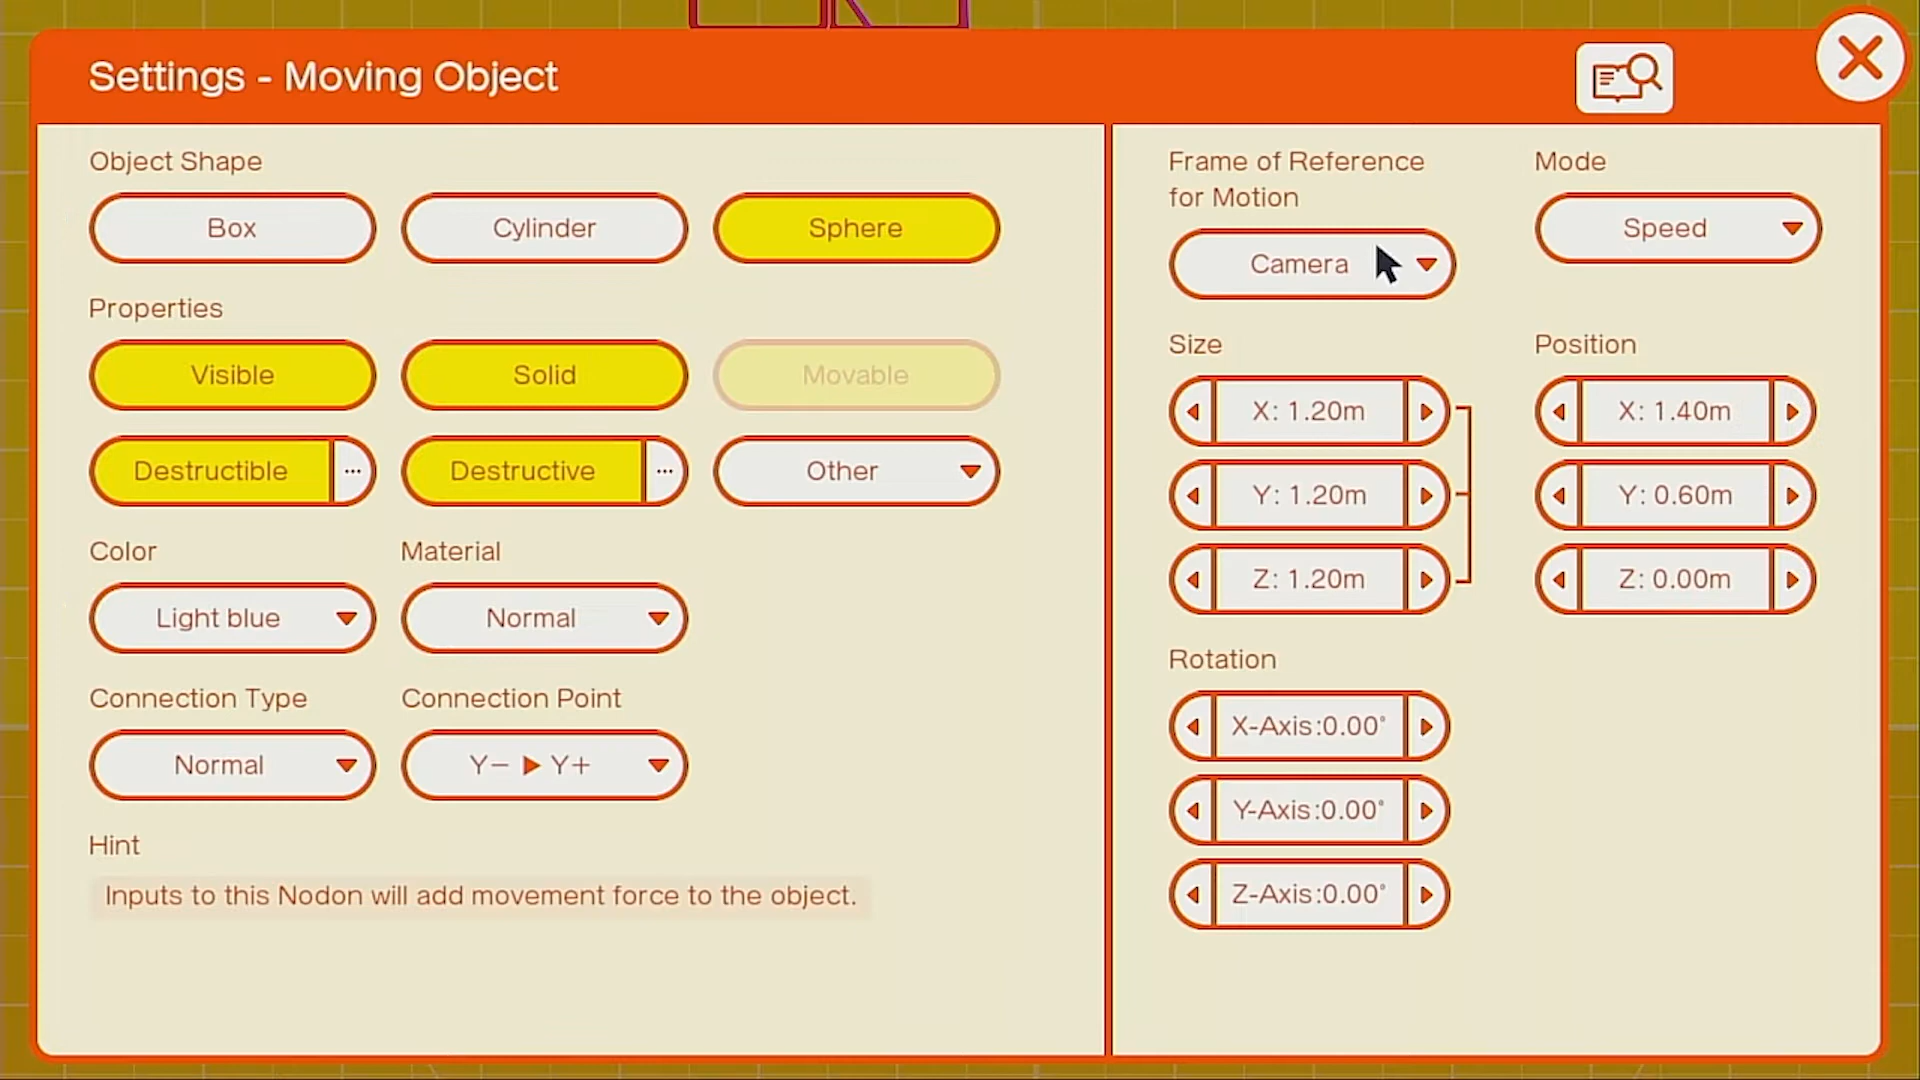 Settings - Moving Object
Object Shape
Box
Cylinder
Sphere
Properties
Visible
Solid
Movable
Destructible
...
Destructive
...
Other
Color
Material
Light blue
Normal
Connection Type
Connection Point
Normal
Y− ▶ Y+
Hint
Inputs to this Nodon will add movement force to the object.
Frame of Reference
for Motion
Camera
Mode
Speed
Size
X: 1.20m
Y: 1.20m
Z: 1.20m
Position
X: 1.40m
Y: 0.60m
Z: 0.00m
Rotation
X-Axis:0.00°
Y-Axis:0.00°
Z-Axis:0.00°